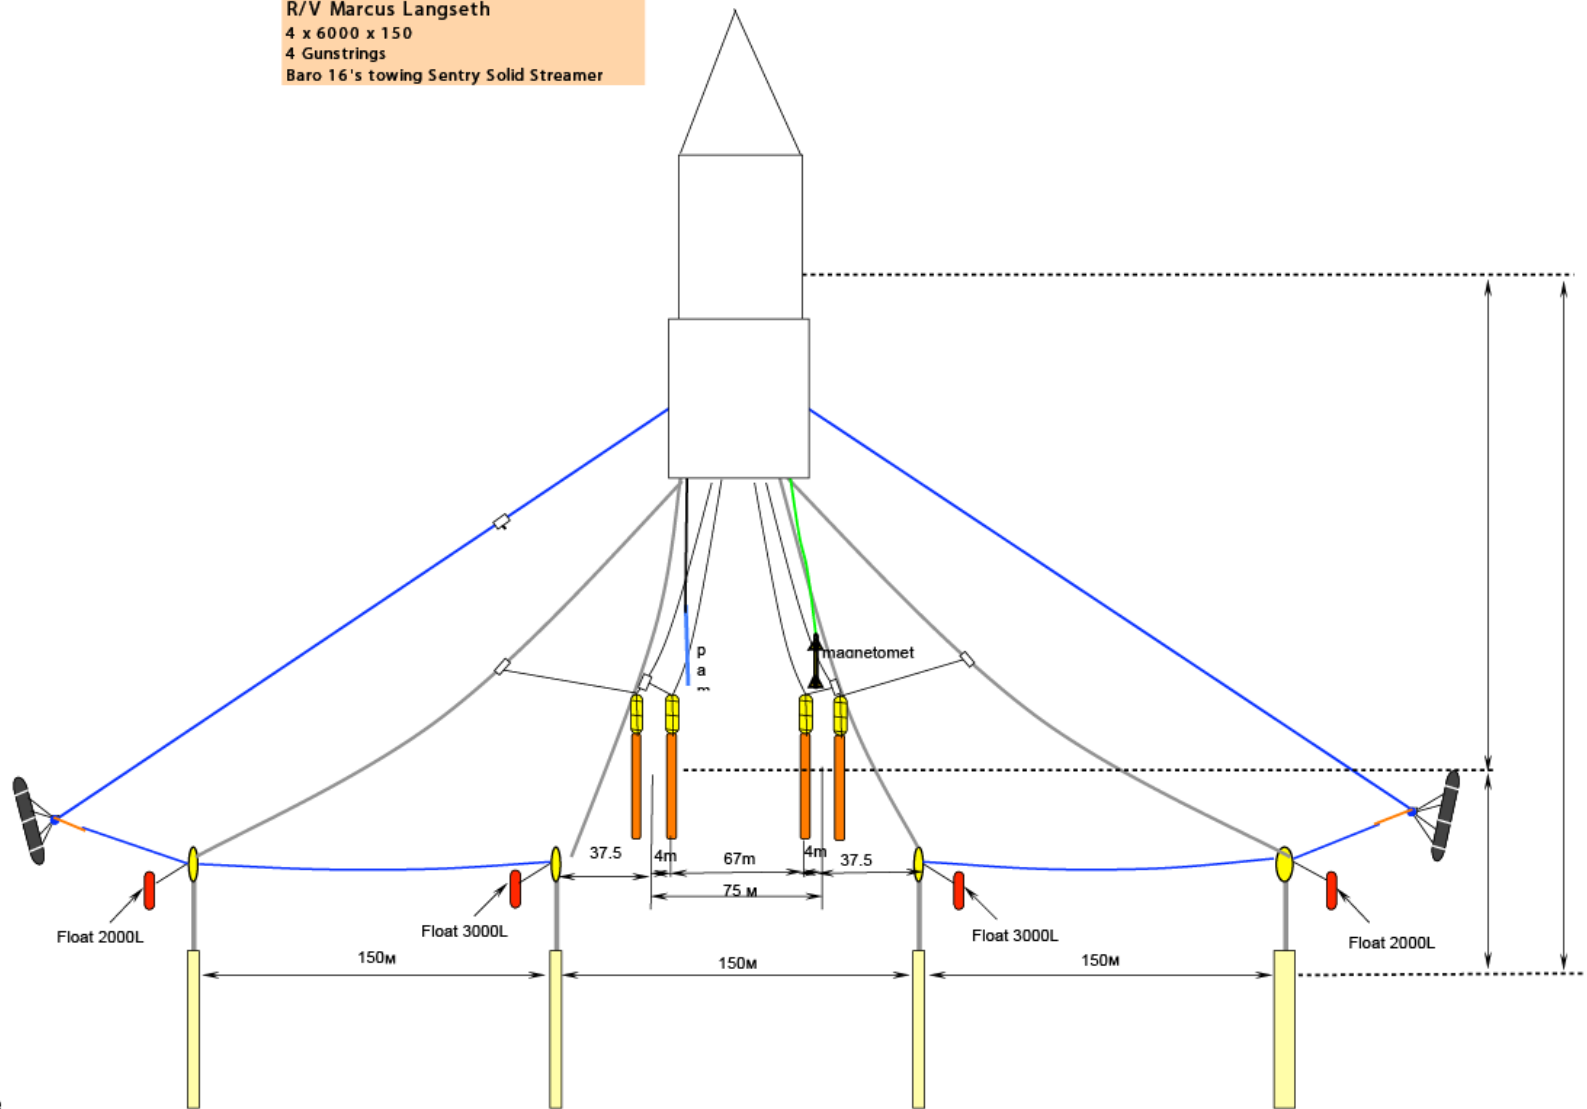 R/V Marcus Langseth
4 x 6000 x 150
4 Gunstrings
Baro 16's towing Sentry Solid Streamer
p
a
m
magnetomet
37.5
4m
67m
4m
37.5
75 м
Float 2000L
Float 3000L
Float 3000L
Float 2000L
150м
150м
150м